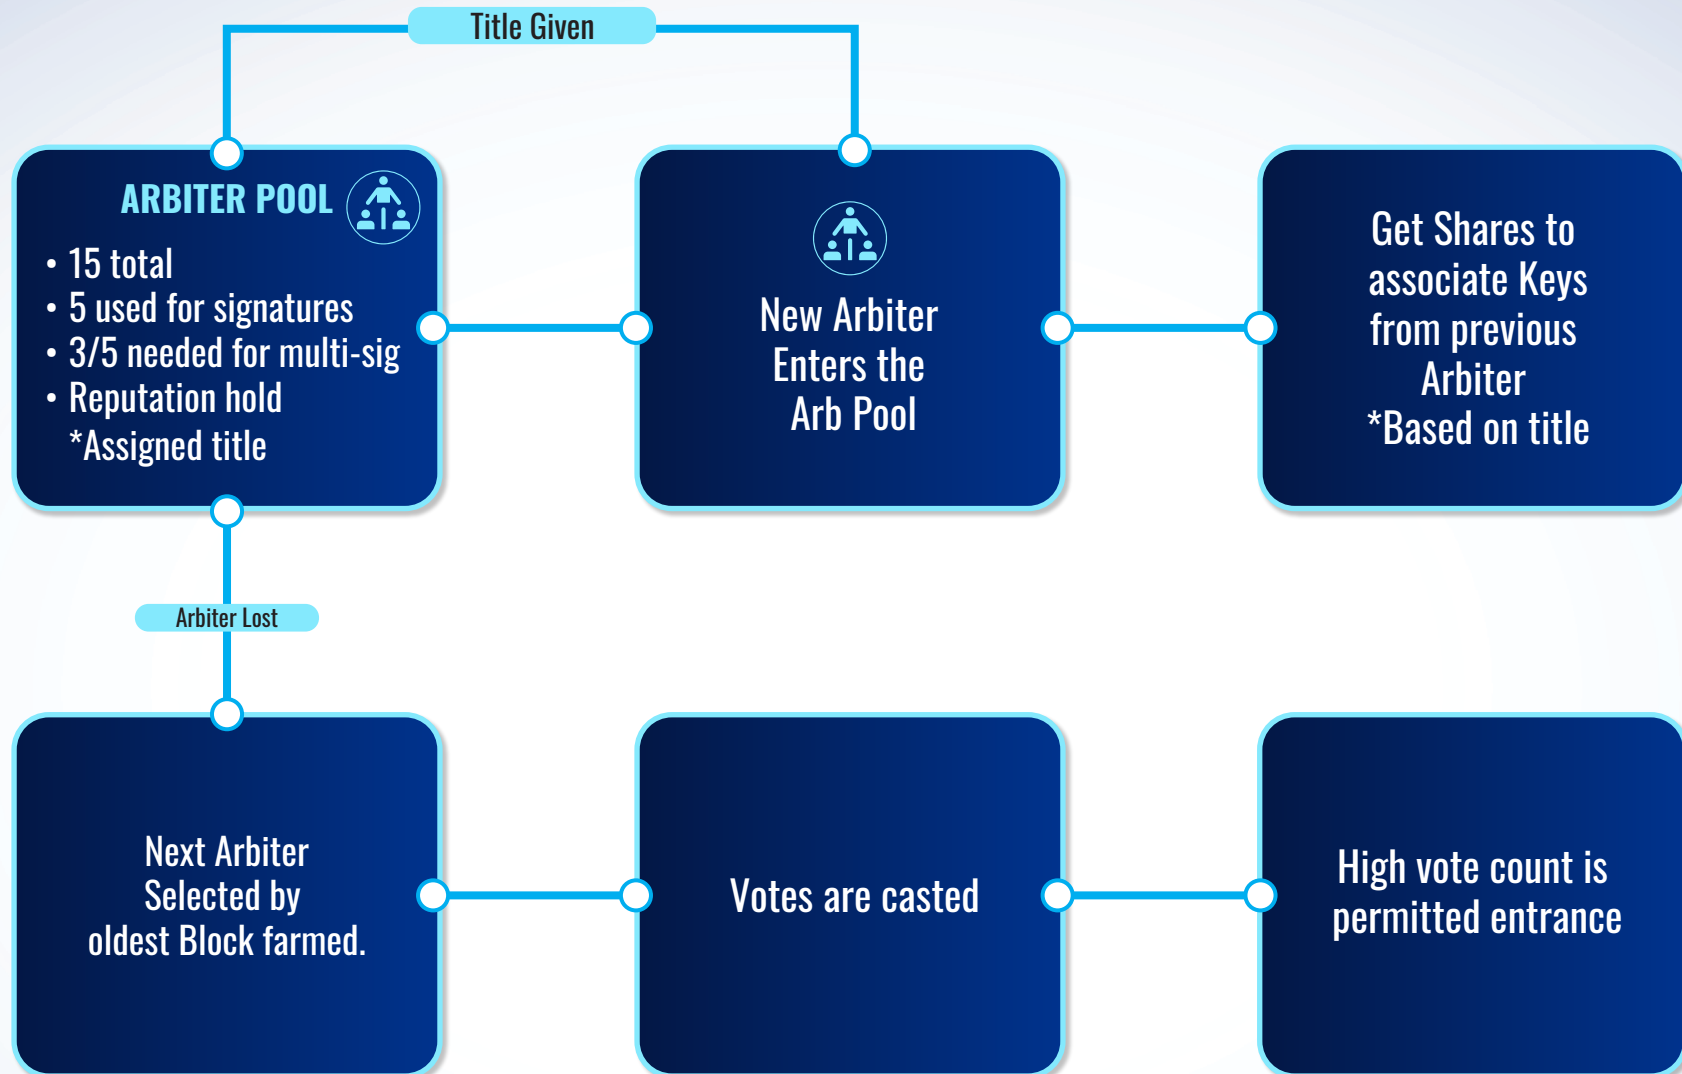 Title Given
ARBITER POOL
• 15 total
• 5 used for signatures
• 3/5 needed for multi-sig
• Reputation hold
*Assigned title
New Arbiter
Enters the
Arb Pool
Get Shares to
associate Keys
from previous
Arbiter
*Based on title
Arbiter Lost
Next Arbiter
Selected by
oldest Block farmed.
Votes are casted
High vote count is
permitted entrance